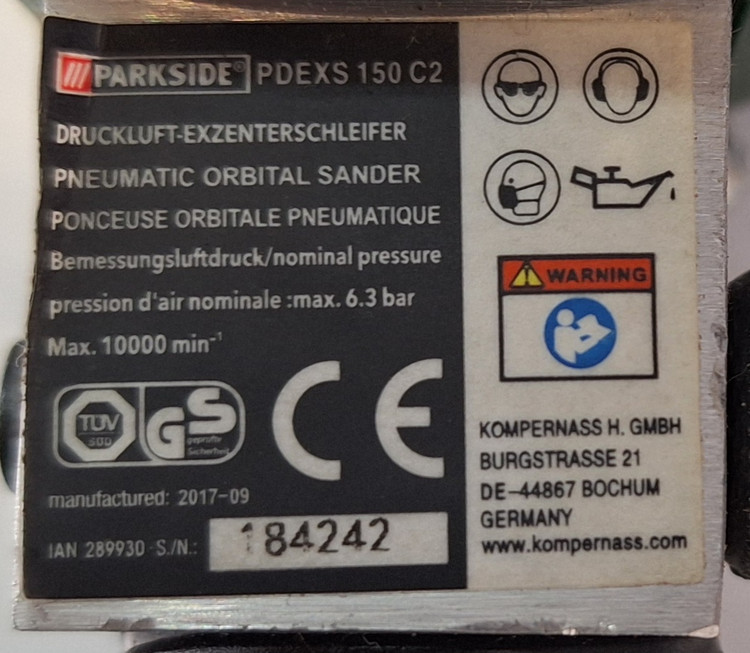 PARKSIDE® PDEXS 150 C2
DRUCKLUFT-EXZENTERSCHLEIFER
PNEUMATIC ORBITAL SANDER
PONCEUSE ORBITALE PNEUMATIQUE
Bemessungsluftdruck/nominal pressure
pression d'air nominale :max. 6.3 bar
Max. 10000 min⁻¹
TÜV
SÜD
GS
geprüfte
Sicherheit
CE
manufactured: 2017-09
IAN 289930 S./N.: 184242
WARNING
KOMPERNASS H. GMBH
BURGSTRASSE 21
DE-44867 BOCHUM
GERMANY
www.kompernass.com